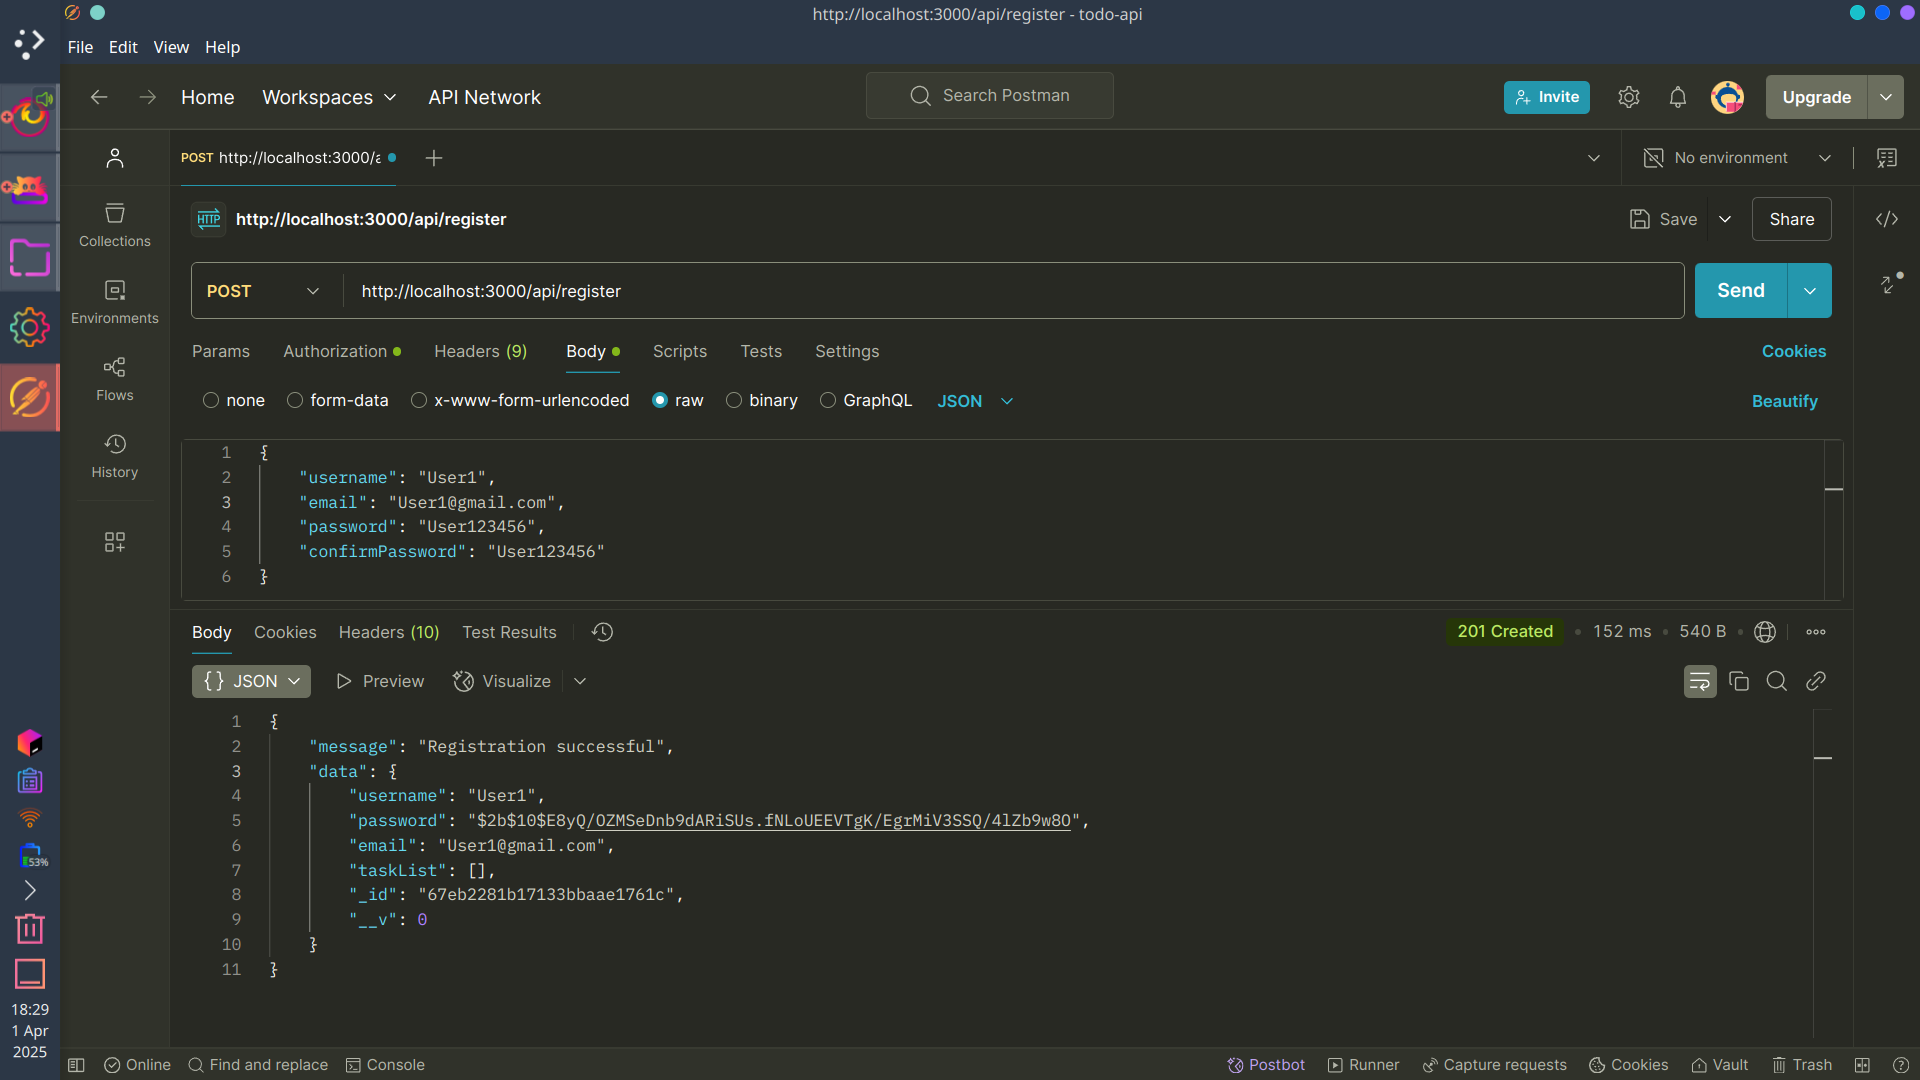 http://localhost:3000/api/register - todo-api
File Edit View Help
Home Workspaces API Network Search Postman Invite Upgrade
POST http://localhost:3000/a No environment
Collections
Environments
Flows
History
HTTP http://localhost:3000/api/register Save Share
POST http://localhost:3000/api/register Send
Params Authorization Headers (9) Body Scripts Tests Settings Cookies
none form-data x-www-form-urlencoded raw binary GraphQL JSON Beautify
1 {
2 "username": "User1",
3 "email": "User1@gmail.com",
4 "password": "User123456",
5 "confirmPassword": "User123456"
6 }
Body Cookies Headers (10) Test Results 201 Created 152 ms 540 B
{} JSON Preview Visualize
1 {
2 "message": "Registration successful",
3 "data": {
4 "username": "User1",
5 "password": "$2b$10$E8yQ/OZMSeDnb9dARiSUs.fNLoUEEVTgK/EgrMiV3SSQ/4lZb9w8O",
6 "email": "User1@gmail.com",
7 "taskList": [],
8 "_id": "67eb2281b17133bbaae1761c",
9 "__v": 0
10 }
11 }
53%
18:29
1 Apr
2025
Online Find and replace Console Postbot Runner Capture requests Cookies Vault Trash